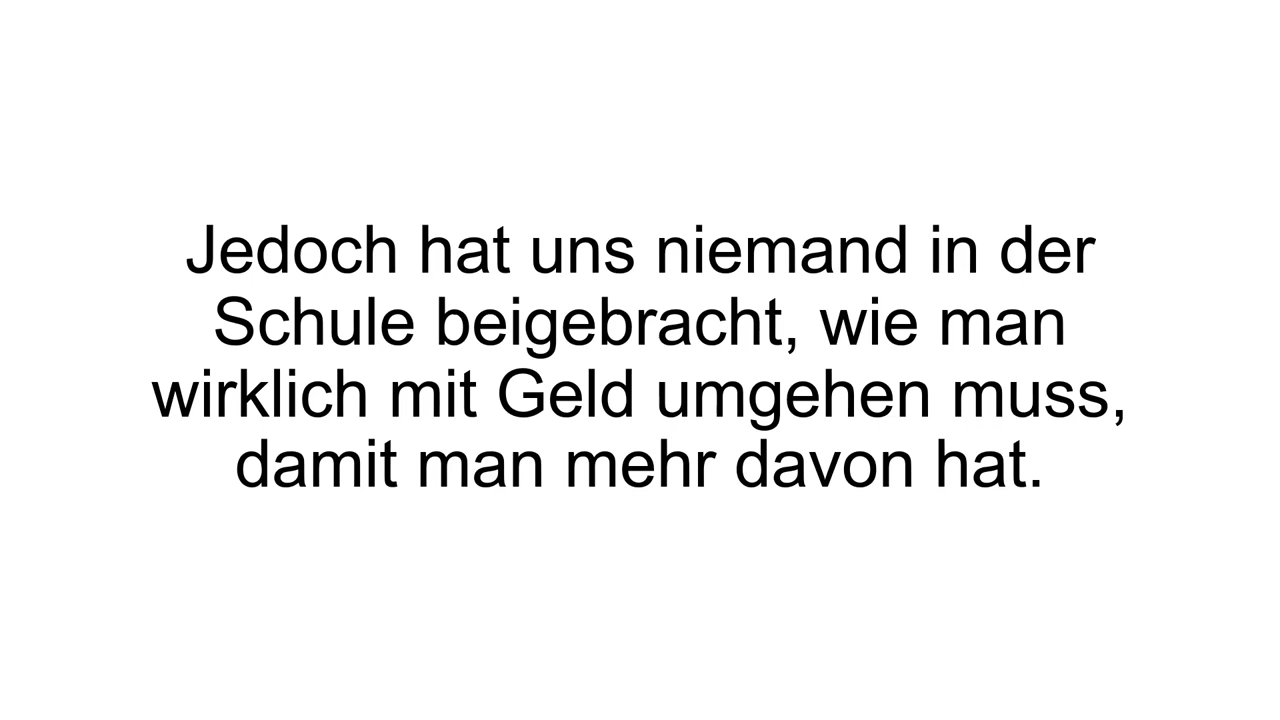 Jedoch hat uns niemand in der
Schule beigebracht, wie man
wirklich mit Geld umgehen muss,
damit man mehr davon hat.